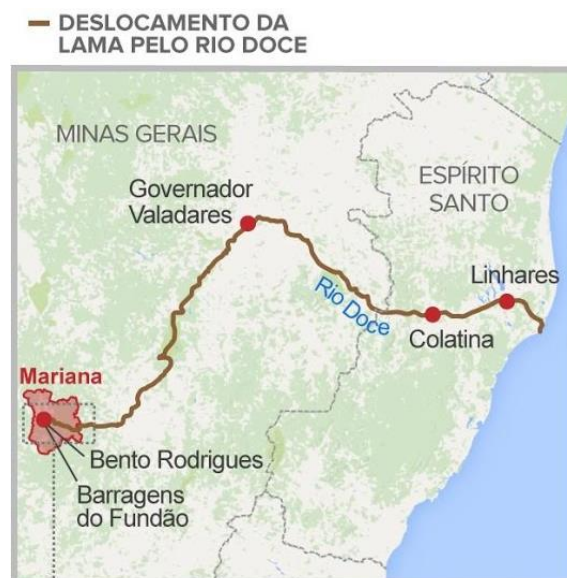 DESLOCAMENTO DA
LAMA PELO RIO DOCE
MINAS GERAIS
Governador
Valadares
ESPÍRITO
SANTO
Linhares
Rio Doce
Colatina
Mariana
Bento Rodrigues
Barragens
do Fundão